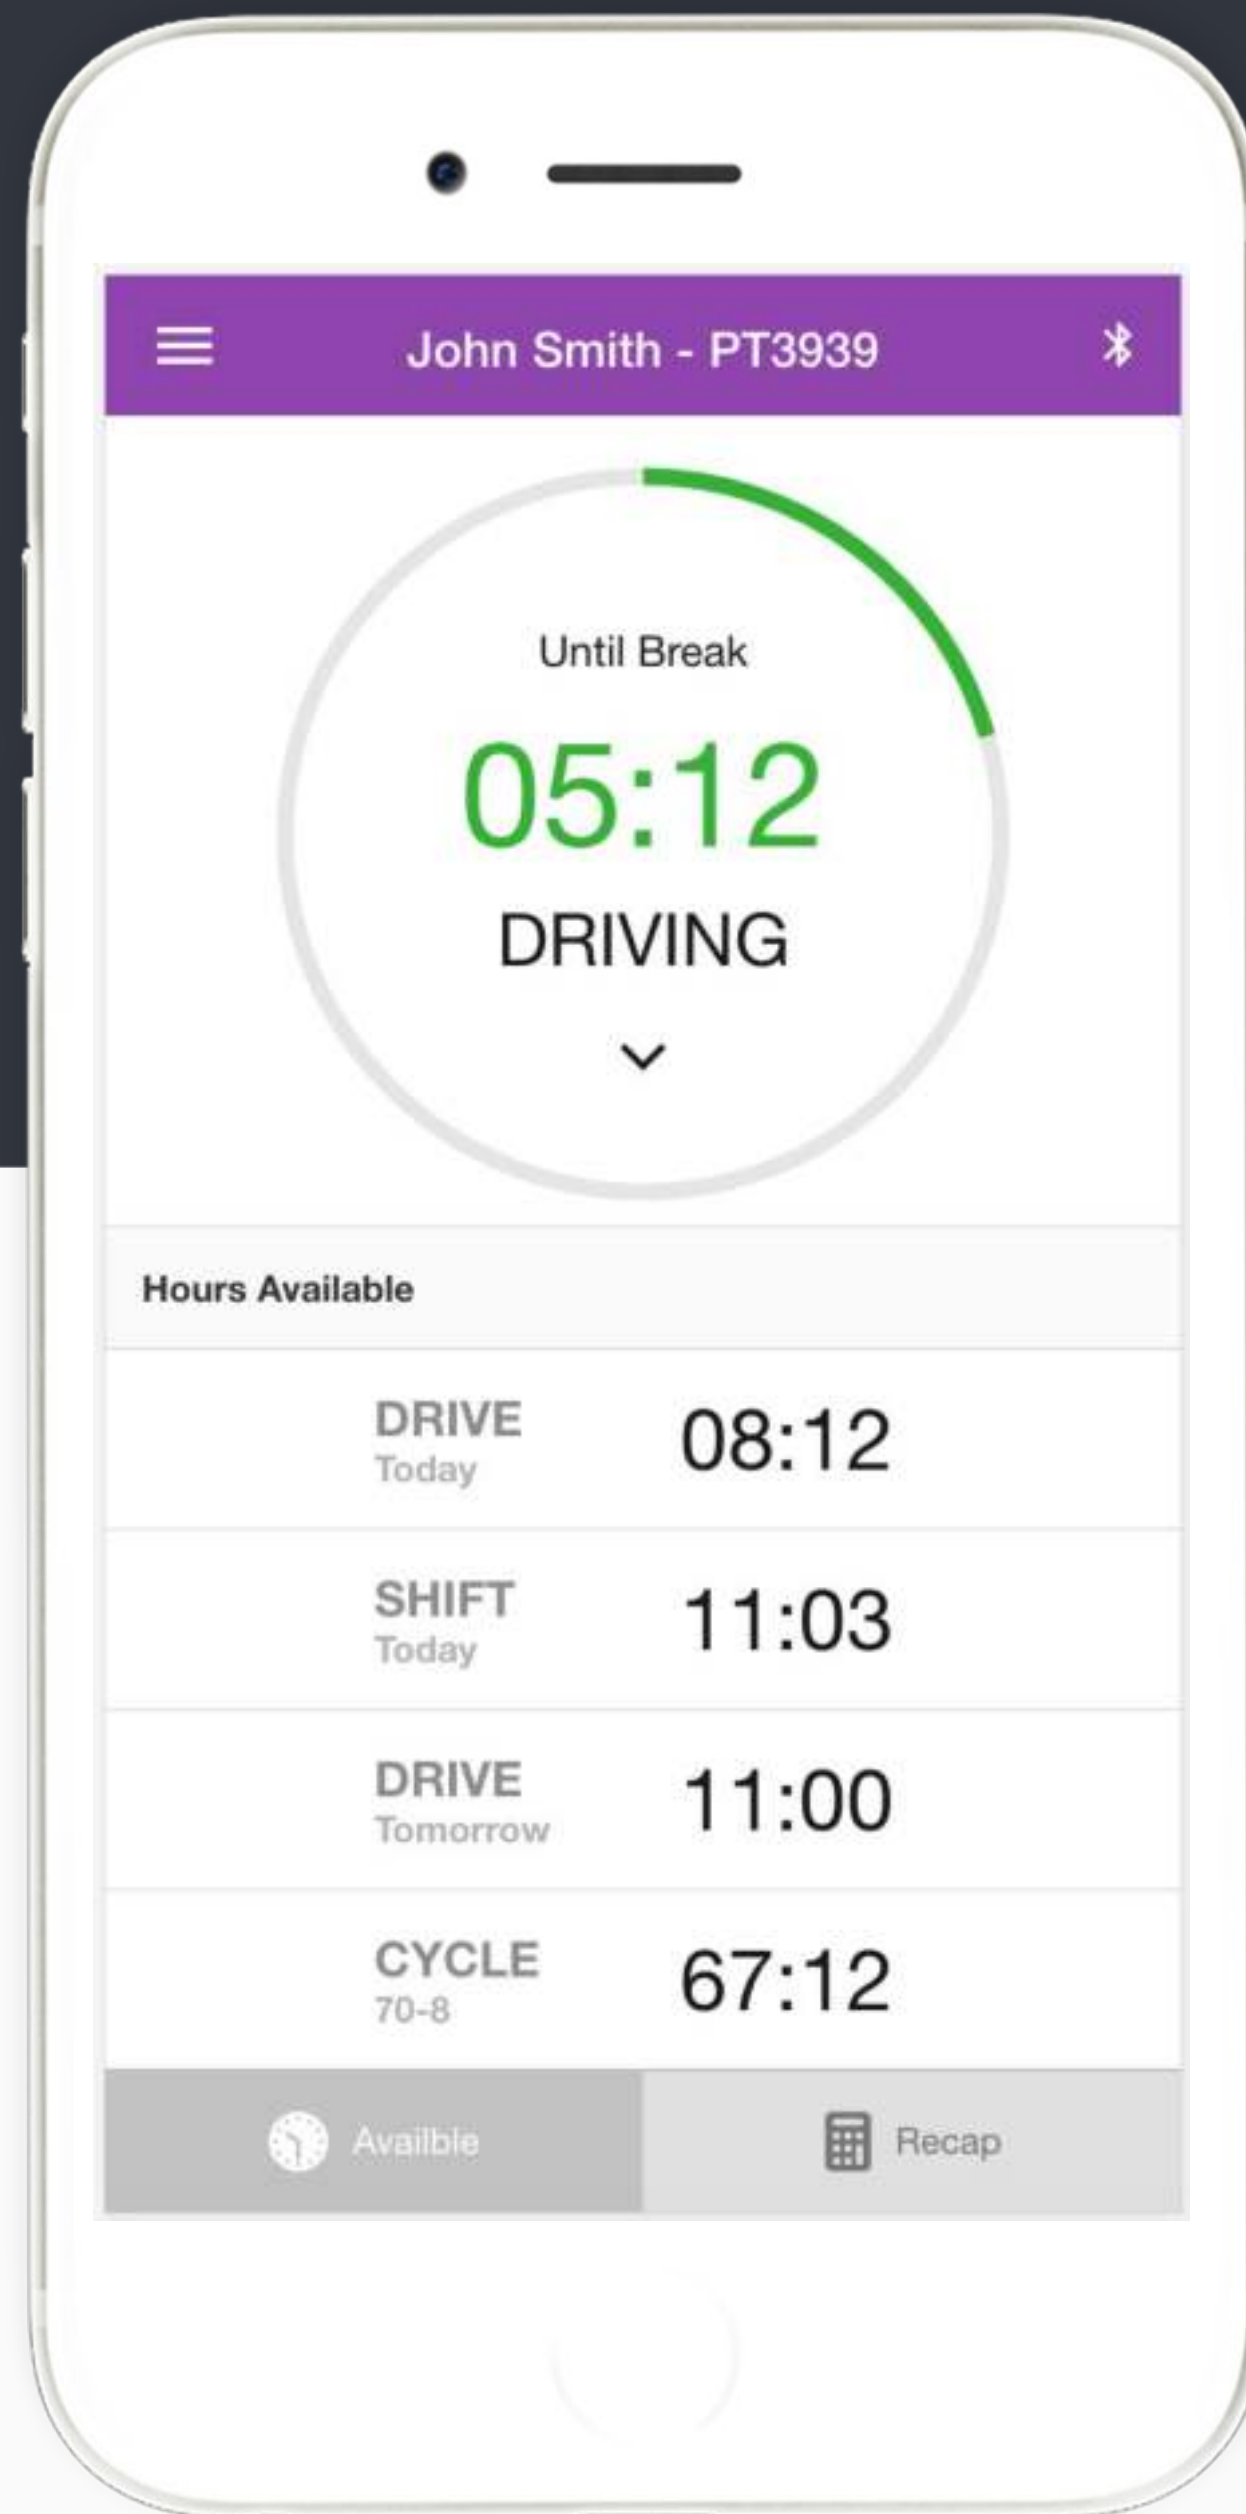 John Smith - PT3939
Until Break
05:12
DRIVING
Hours Available
DRIVE
Today
08:12
SHIFT
Today
11:03
DRIVE
Tomorrow
11:00
CYCLE
70-8
67:12
Availble
Recap